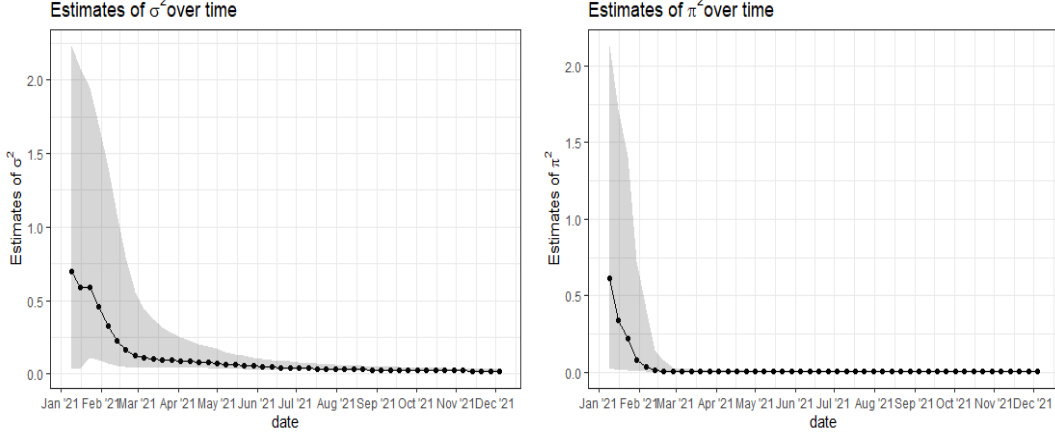 Estimates of σ²over time
Estimates of σ²
2.0
1.5
1.0
0.5
0.0
Jan '21 Feb '21 Mar '21 Apr '21 May '21 Jun '21 Jul '21 Aug '21 Sep '21 Oct '21 Nov '21 Dec '21
date
Estimates of π²over time
Estimates of π²
2.0
1.5
1.0
0.5
0.0
Jan '21 Feb '21 Mar '21 Apr '21 May '21 Jun '21 Jul '21 Aug '21 Sep '21 Oct '21 Nov '21 Dec '21
date